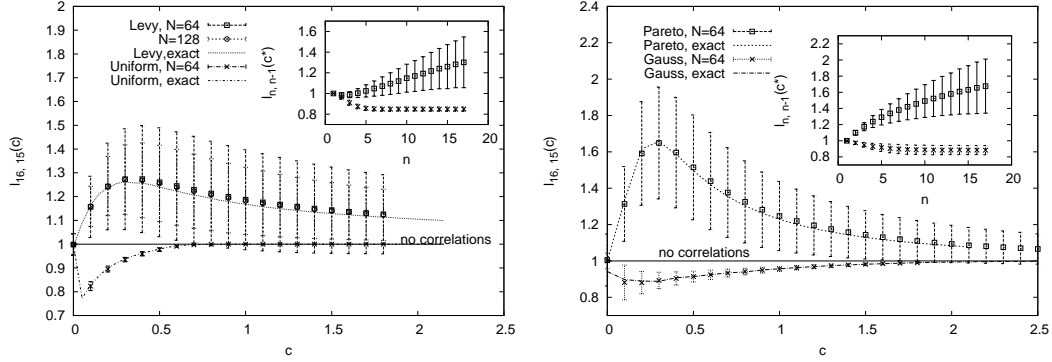 Levy, N=64
N=128
Levy,exact
Uniform, N=64
Uniform, exact
I16, 15(c)
2
1.9
1.8
1.7
1.6
1.5
1.4
1.3
1.2
1.1
1
0.9
0.8
0.7
0 0.5 1 1.5 2 2.5
c
no correlations
In, n-1(c*)
1.6
1.4
1.2
1
0.8
0 5 10 15 20
n
Pareto, N=64
Pareto, exact
Gauss, N=64
Gauss, exact
I16, 15(c)
2.4
2.2
2
1.8
1.6
1.4
1.2
1
0.8
0 0.5 1 1.5 2 2.5
c
no correlations
In, n-1(c*)
2.2
2
1.8
1.6
1.4
1.2
1
0.8
0 5 10 15 20
n